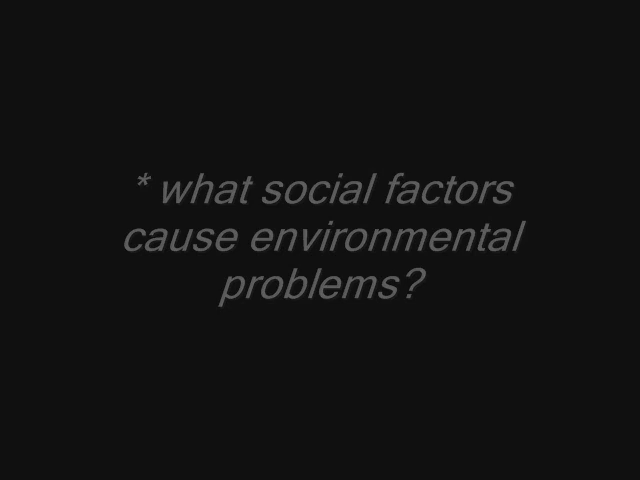 * what social factors
cause environmental
problems?